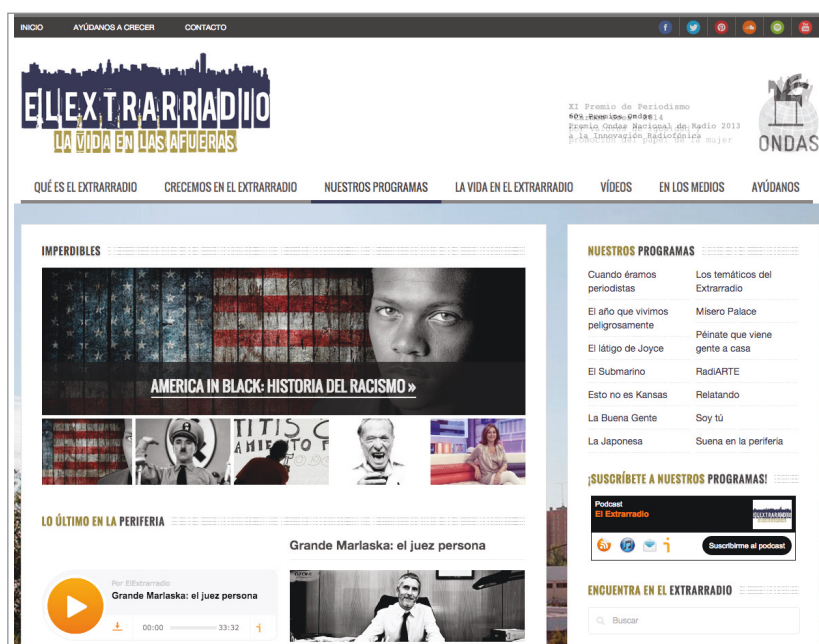 INICIO AYÚDANOS A CRECER CONTACTO
ELEXTRARRADIO
LA VIDA EN LAS AFUERAS
XI Premio de Periodismo
Premio Ondas Nacional de Radio 2013
a la Innovación Radiofónica
ONDAS
QUÉ ES EL EXTRARRADIO CRECEMOS EN EL EXTRARRADIO NUESTROS PROGRAMAS LA VIDA EN EL EXTRARRADIO VÍDEOS EN LOS MEDIOS AYÚDANOS
IMPERDIBLES
AMERICA IN BLACK: HISTORIA DEL RACISMO »
LO ÚLTIMO EN LA PERIFERIA
Grande Marlaska: el juez persona
Por ElExtrarradio
Grande Marlaska: el juez persona
00:00 33:32
NUESTROS PROGRAMAS
Cuando éramos
periodistas
El año que vivimos
peligrosamente
El látigo de Joyce
El Submarino
Esto no es Kansas
La Buena Gente
La Japonesa
Los temáticos del
Extrarradio
Mísero Palace
Péinate que viene
gente a casa
RadiARTE
Relatando
Soy tú
Suena en la periferia
¡SUSCRÍBETE A NUESTROS PROGRAMAS!
Podcast
El Extrarradio
Suscribirme al podcast
ENCUENTRA EN EL EXTRARRADIO
Buscar